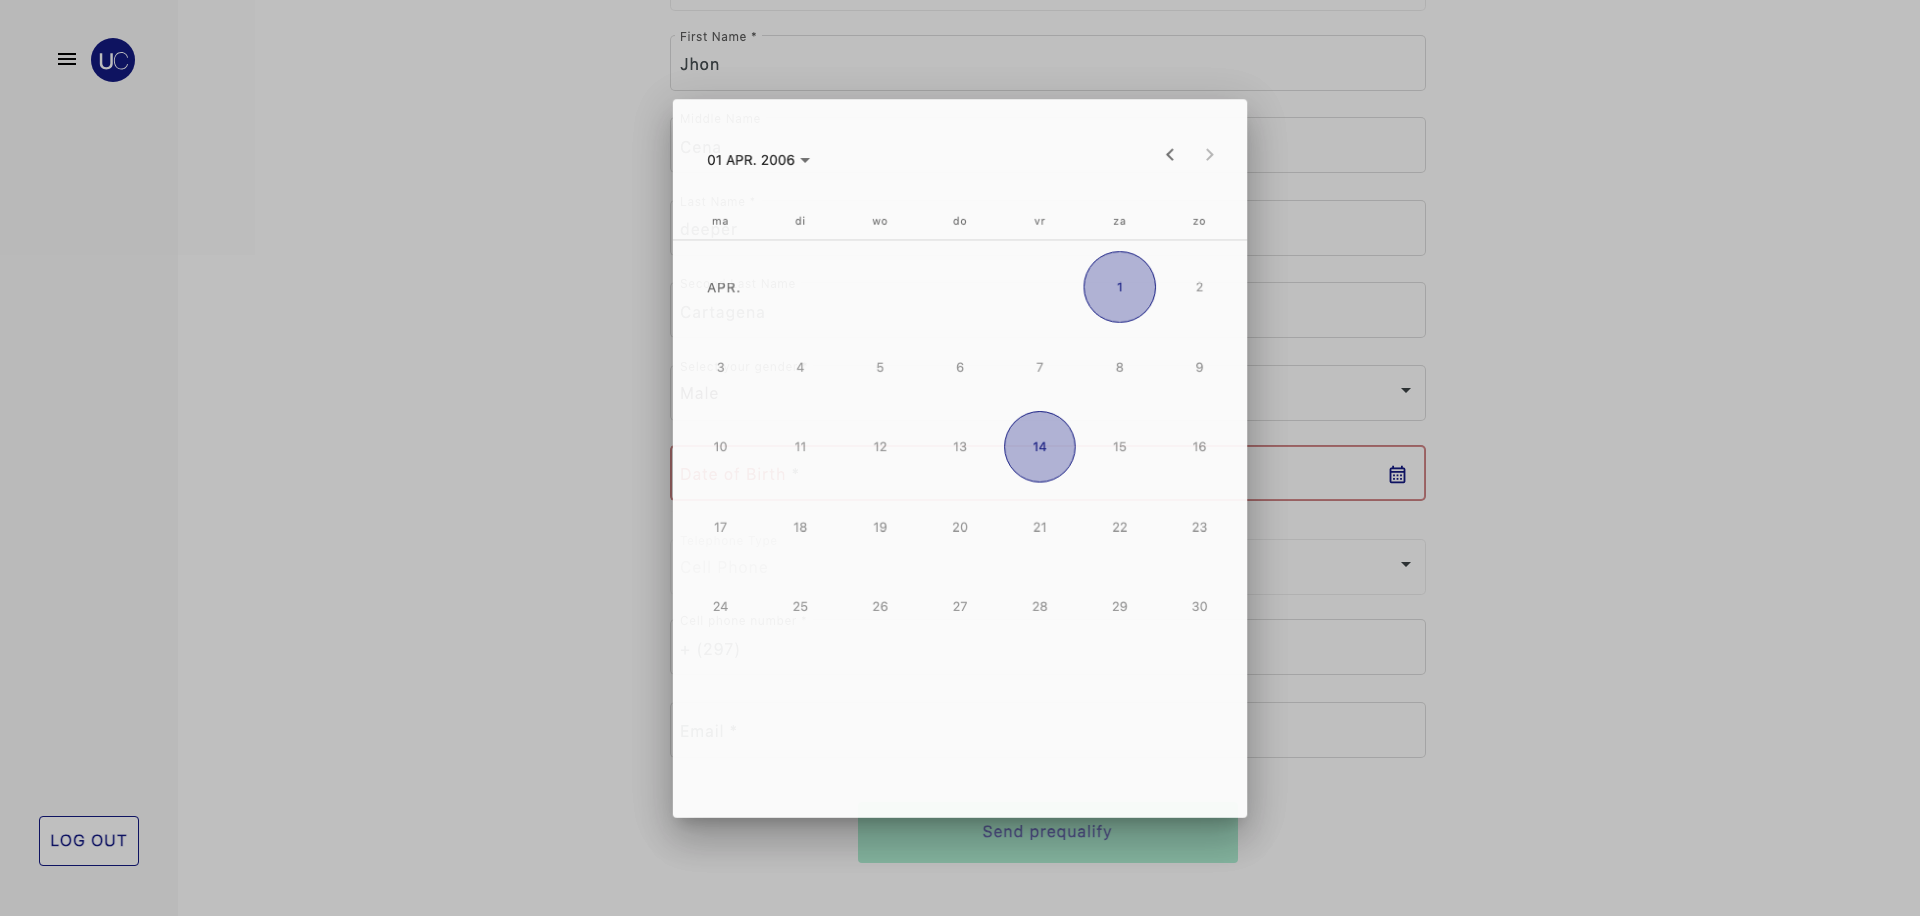 First Name *
Jhon
UC
Middle Name
Cena
01 APR. 2006
Last Name *
deeper
ma di wo do vr za zo
Second Last Name
APR. 1 2
Cartagena
Select your gender *
3 4 5 6 7 8 9
Male
10 11 12 13 14 15 16
Date of Birth *
17 18 19 20 21 22 23
Telephone Type
Cell Phone
24 25 26 27 28 29 30
Cell phone number *
+ (297)
Email *
Send prequalify
LOG OUT